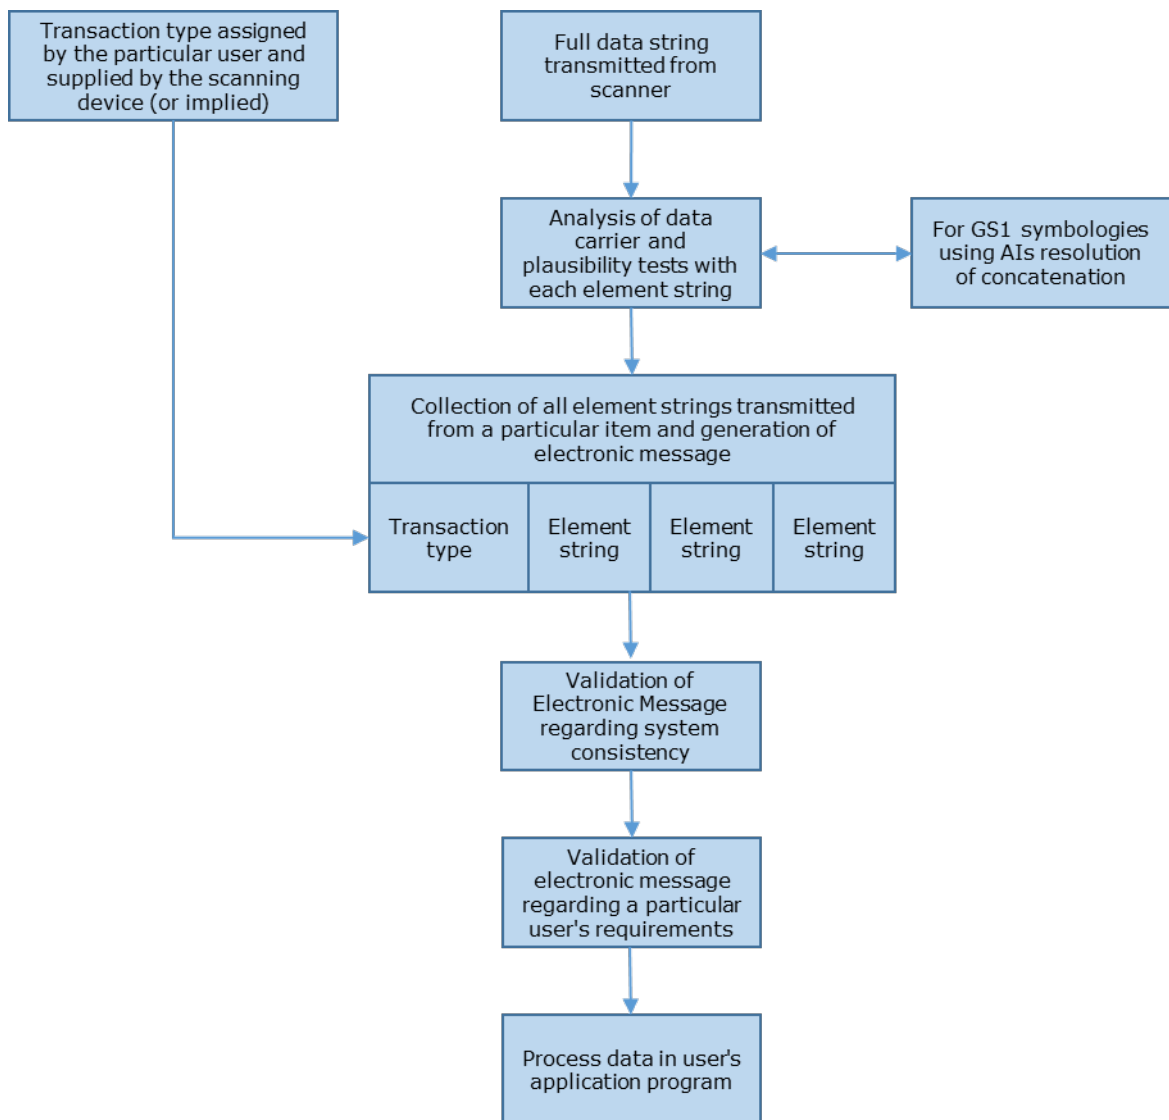 Transaction type assigned
by the particular user and
supplied by the scanning
device (or implied)
Full data string
transmitted from
scanner
Analysis of data
carrier and
plausibility tests with
each element string
For GS1 symbologies
using AIs resolution
of concatenation
Collection of all element strings transmitted
from a particular item and generation of
electronic message
Transaction
type
Element
string
Element
string
Element
string
Validation of
Electronic Message
regarding system
consistency
Validation of
electronic message
regarding a particular
user's requirements
Process data in user's
application program